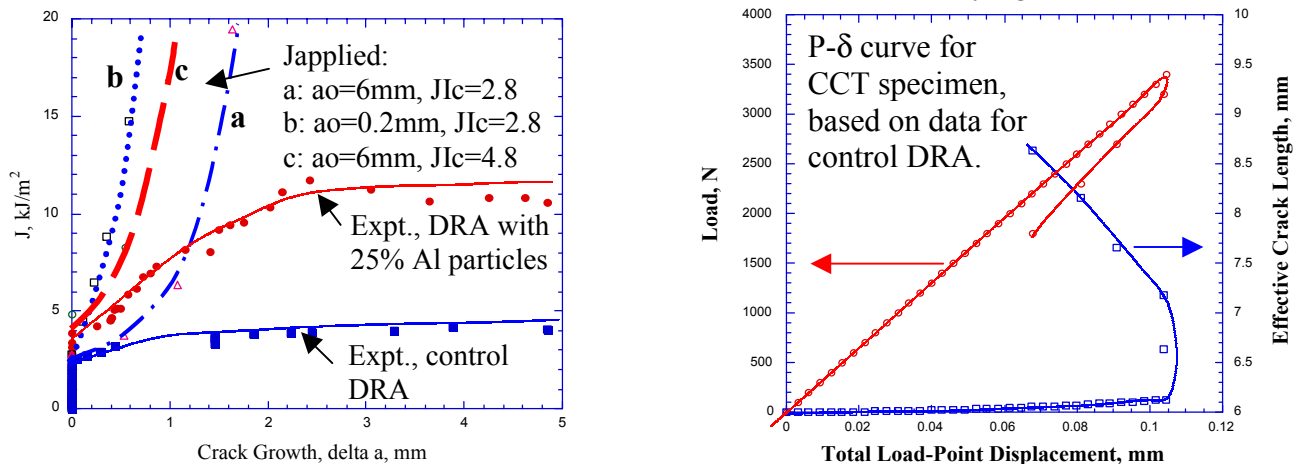 20
15
10
5
0
J, kJ/m²
b
c
a
Japplied:
a: ao=6mm, JIc=2.8
b: ao=0.2mm, JIc=2.8
c: ao=6mm, JIc=4.8
Expt., DRA with
25% Al particles
Expt., control
DRA
0 1 2 3 4 5
Crack Growth, delta a, mm
4000
3500
3000
2500
2000
1500
1000
500
0
Load, N
P-δ curve for
CCT specimen,
based on data for
control DRA.
10
9.5
9
8.5
8
7.5
7
6.5
6
Effective Crack Length, mm
0 0.02 0.04 0.06 0.08 0.1 0.12
Total Load-Point Displacement, mm